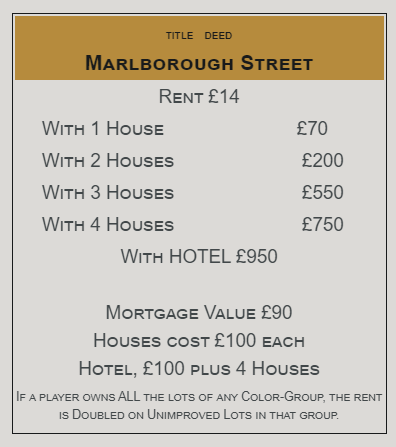 TITLE DEED
MARLBOROUGH STREET
RENT £14
WITH 1 HOUSE £70
WITH 2 HOUSES £200
WITH 3 HOUSES £550
WITH 4 HOUSES £750
WITH HOTEL £950
MORTGAGE VALUE £90
HOUSES COST £100 EACH
HOTEL, £100 PLUS 4 HOUSES
IF A PLAYER OWNS ALL THE LOTS OF ANY COLOR-GROUP, THE RENT
IS DOUBLED ON UNIMPROVED LOTS IN THAT GROUP.